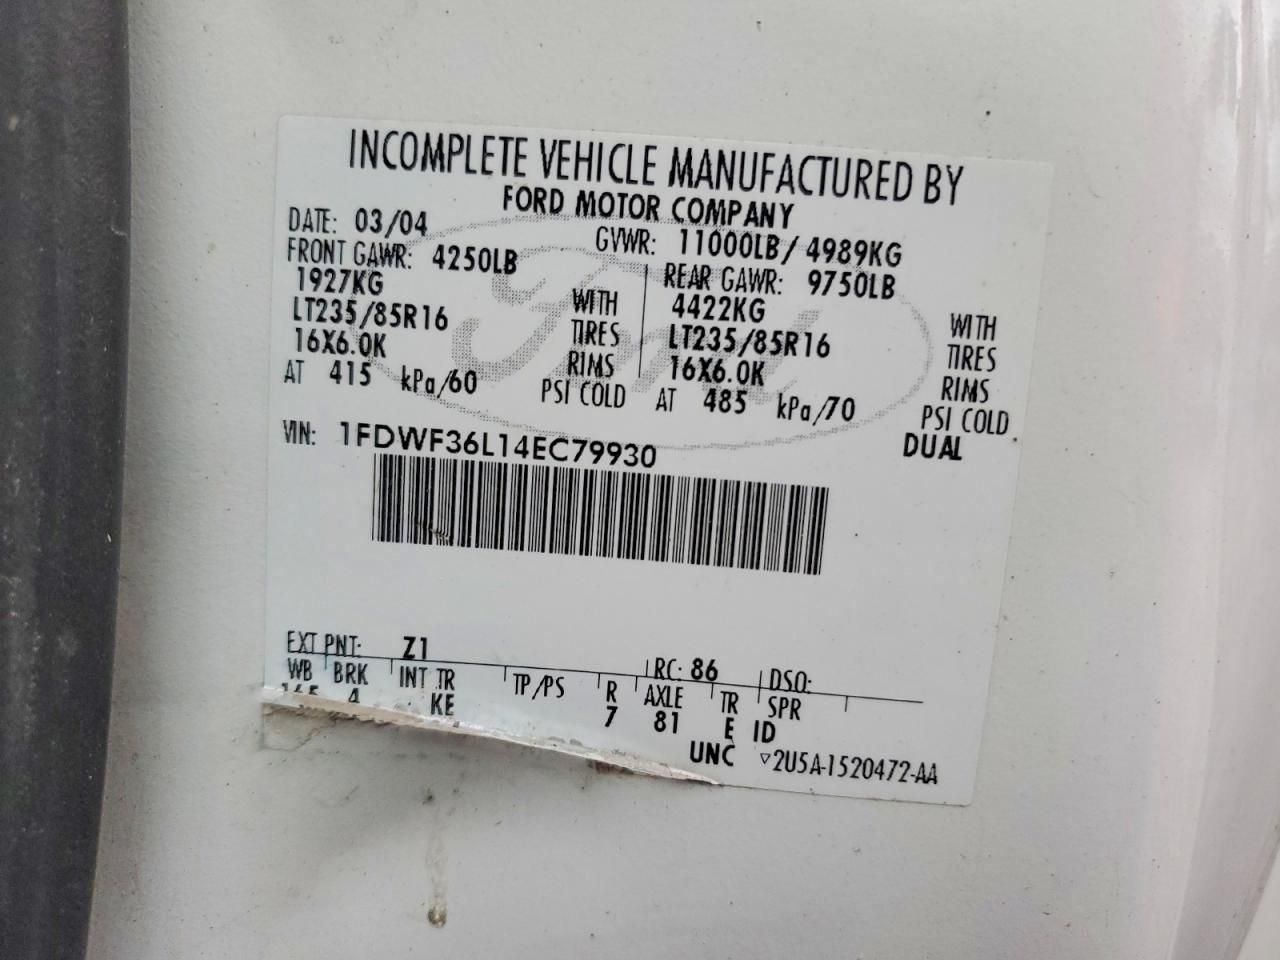 INCOMPLETE VEHICLE MANUFACTURED BY
FORD MOTOR COMPANY
DATE: 03/04 GVWR: 11000LB / 4989KG
FRONT GAWR: 4250LB REAR GAWR: 9750LB
1927KG WITH 4422KG WITH
LT235/85R16 TIRES LT235/85R16 TIRES
16X6.0K RIMS 16X6.0K RIMS
AT 415 kPa/60 PSI COLD AT 485 kPa/70 PSI COLD
DUAL
VIN: 1FDWF36L14EC79930
Ford
EXT PNT: Z1 RC: 86 DSO:
WB BRK INT TR TP/PS R AXLE TR SPR
165 4 KE 7 81 E ID
UNC ▽2U5A-1520472-AA